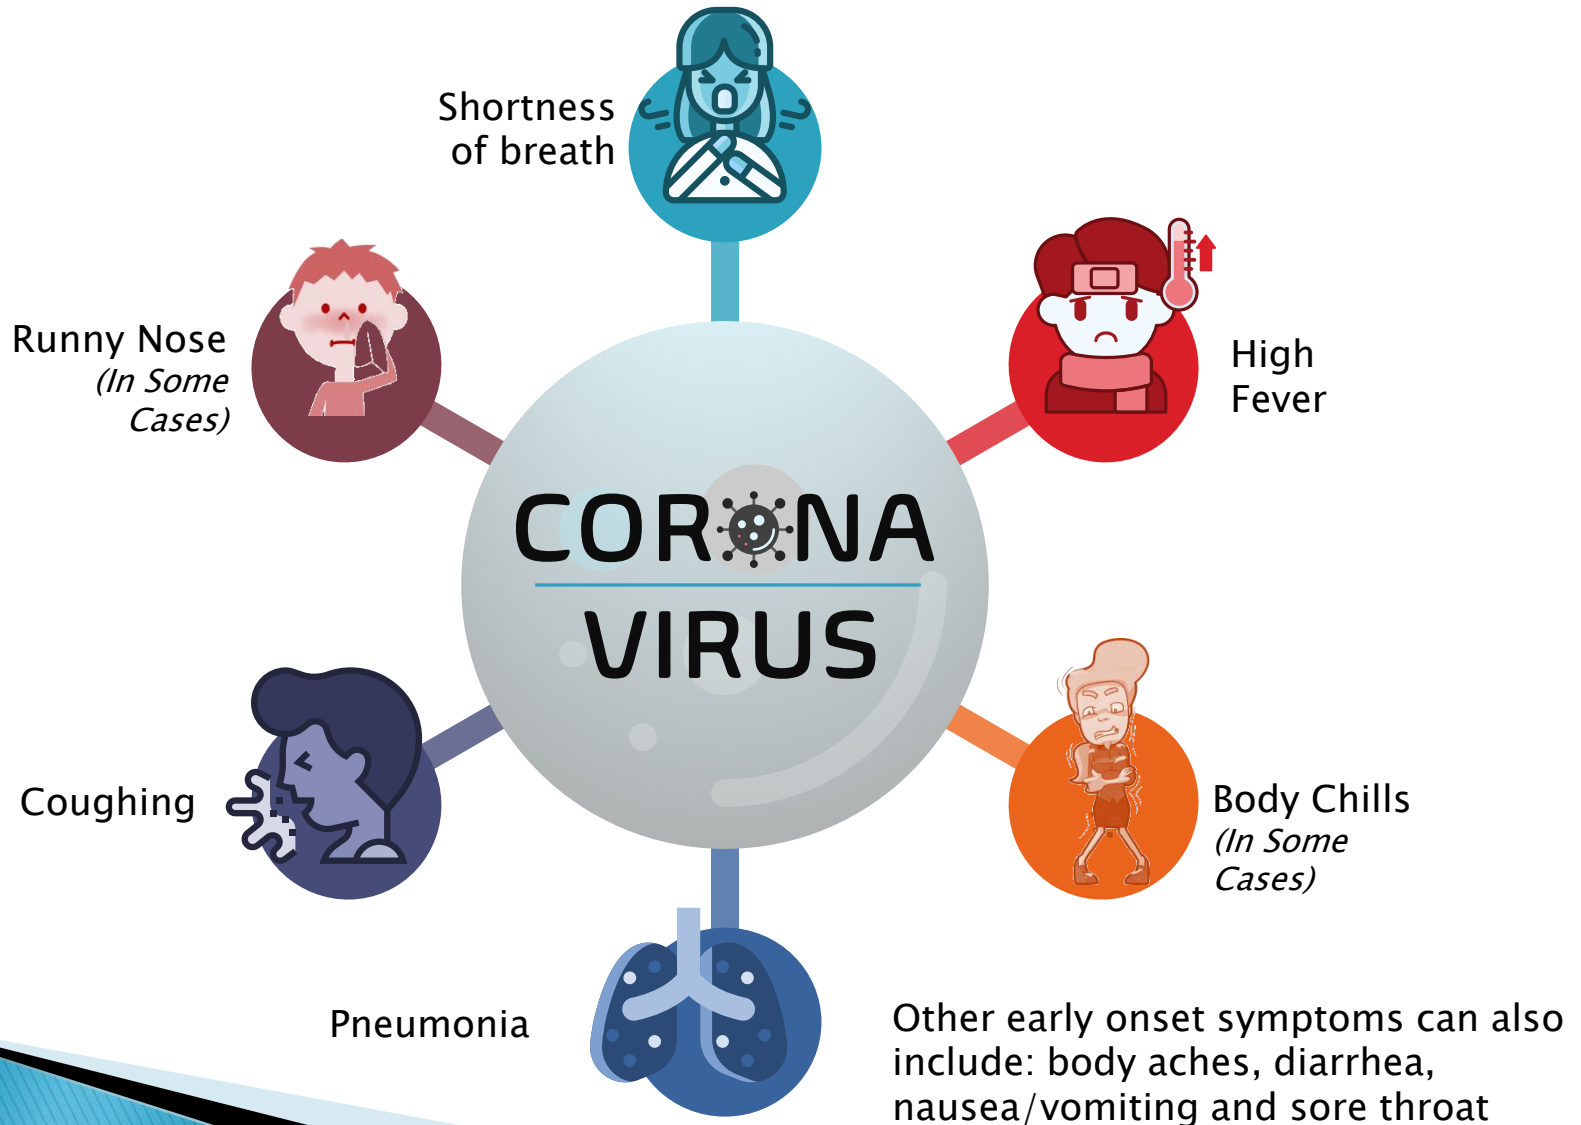 Shortness
of breath
Runny Nose
(In Some
Cases)
High
Fever
CORONA
VIRUS
Coughing
Body Chills
(In Some
Cases)
Pneumonia
Other early onset symptoms can also
include: body aches, diarrhea,
nausea/vomiting and sore throat